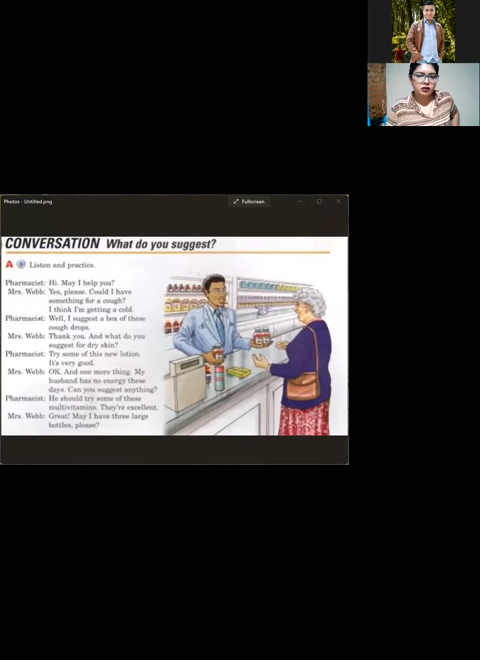 Photos - Untitled.png
Fullscreen
CONVERSATION What do you suggest?
A Listen and practice.
Pharmacist: Hi. May I help you?
Mrs. Webb: Yes, please. Could I have
something for a cough?
I think I'm getting a cold.
Pharmacist: Well, I suggest a box of these
cough drops.
Mrs. Webb: Thank you. And what do you
suggest for dry skin?
Pharmacist: Try some of this new lotion.
It's very good.
Mrs. Webb: OK. And one more thing. My
husband has no energy these
days. Can you suggest anything?
Pharmacist: He should try some of these
multivitamins. They're excellent.
Mrs. Webb: Great! May I have three large
bottles, please?